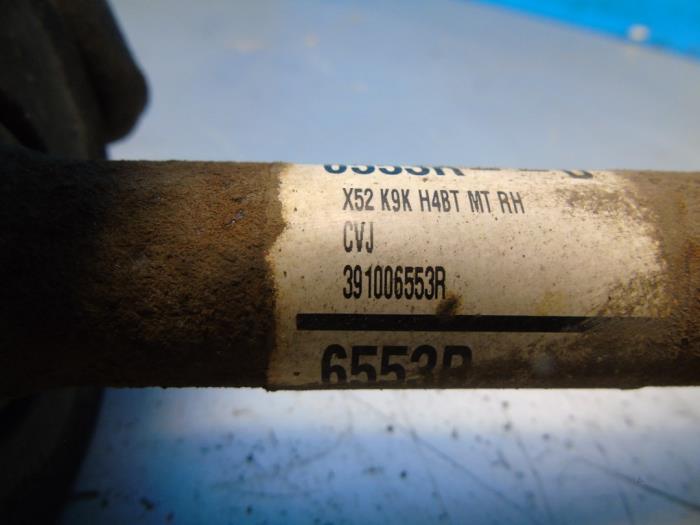 X52 K9K H4BT MT RH
CVJ
391006553R
6553R